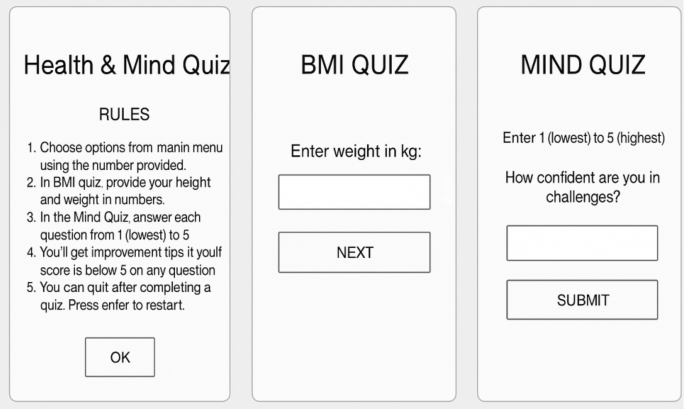 Health & Mind Quiz
RULES
1. Choose options from manin menu
using the number provided.
2. In BMI quiz, provide your height
and weight in numbers.
3. In the Mind Quiz, answer each
question from 1 (lowest) to 5
4. You'll get improvement tips it youlf
score is below 5 on any question
5. You can quit after completing a
quiz. Press enfer to restart.
OK
BMI QUIZ
Enter weight in kg:
NEXT
MIND QUIZ
Enter 1 (lowest) to 5 (highest)
How confident are you in
challenges?
SUBMIT